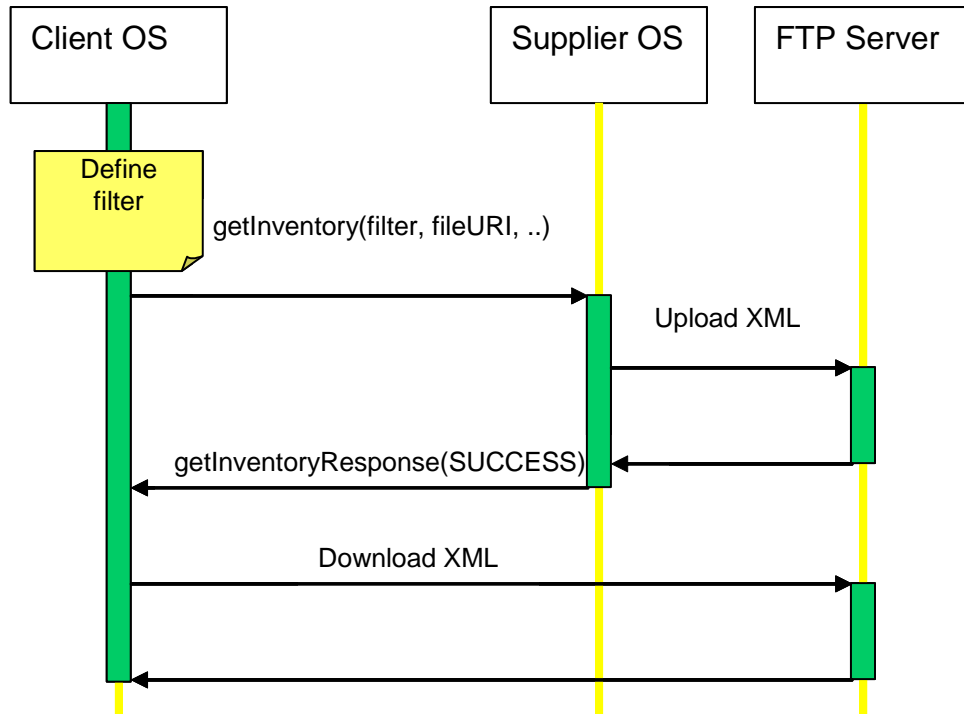 Client OS
Supplier OS
FTP Server
Define
filter
getInventory(filter, fileURI, ..)
Upload XML
getInventoryResponse(SUCCESS)
Download XML